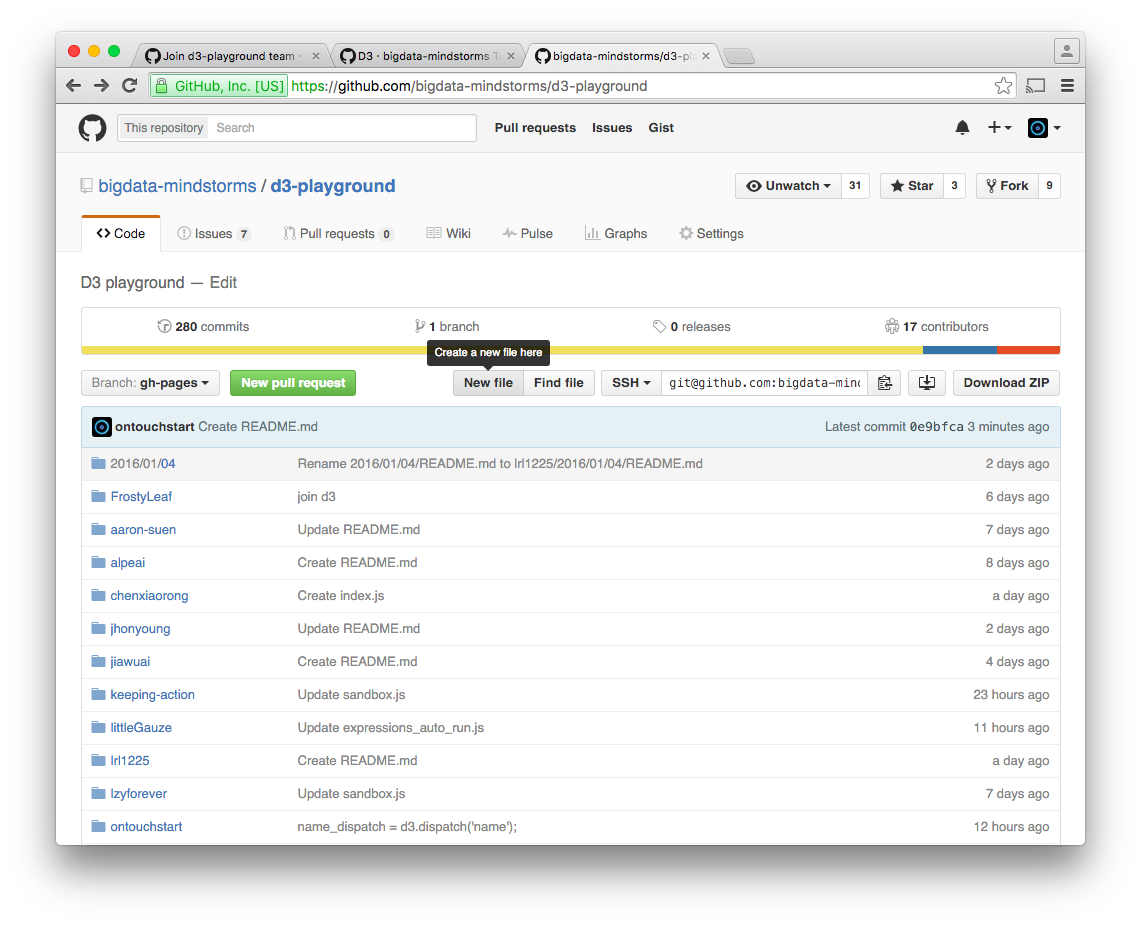 Join d3-playground team ·
D3 · bigdata-mindstorms
bigdata-mindstorms/d3-pl
GitHub, Inc. [US] https://github.com/bigdata-mindstorms/d3-playground
This repository Search Pull requests Issues Gist
bigdata-mindstorms / d3-playground Unwatch 31 Star 3 Fork 9
Code Issues 7 Pull requests 0 Wiki Pulse Graphs Settings
D3 playground — Edit
280 commits 1 branch 0 releases 17 contributors
Create a new file here
Branch: gh-pages New pull request New file Find file SSH git@github.com:bigdata-mind Download ZIP
ontouchstart Create README.md Latest commit 0e9bfca 3 minutes ago
2016/01/04 Rename 2016/01/04/README.md to lrl1225/2016/01/04/README.md 2 days ago
FrostyLeaf join d3 6 days ago
aaron-suen Update README.md 7 days ago
alpeai Create README.md 8 days ago
chenxiaorong Create index.js a day ago
jhonyoung Update README.md 2 days ago
jiawuai Create README.md 4 days ago
keeping-action Update sandbox.js 23 hours ago
littleGauze Update expressions_auto_run.js 11 hours ago
lrl1225 Create README.md a day ago
lzyforever Update sandbox.js 7 days ago
ontouchstart name_dispatch = d3.dispatch('name'); 12 hours ago